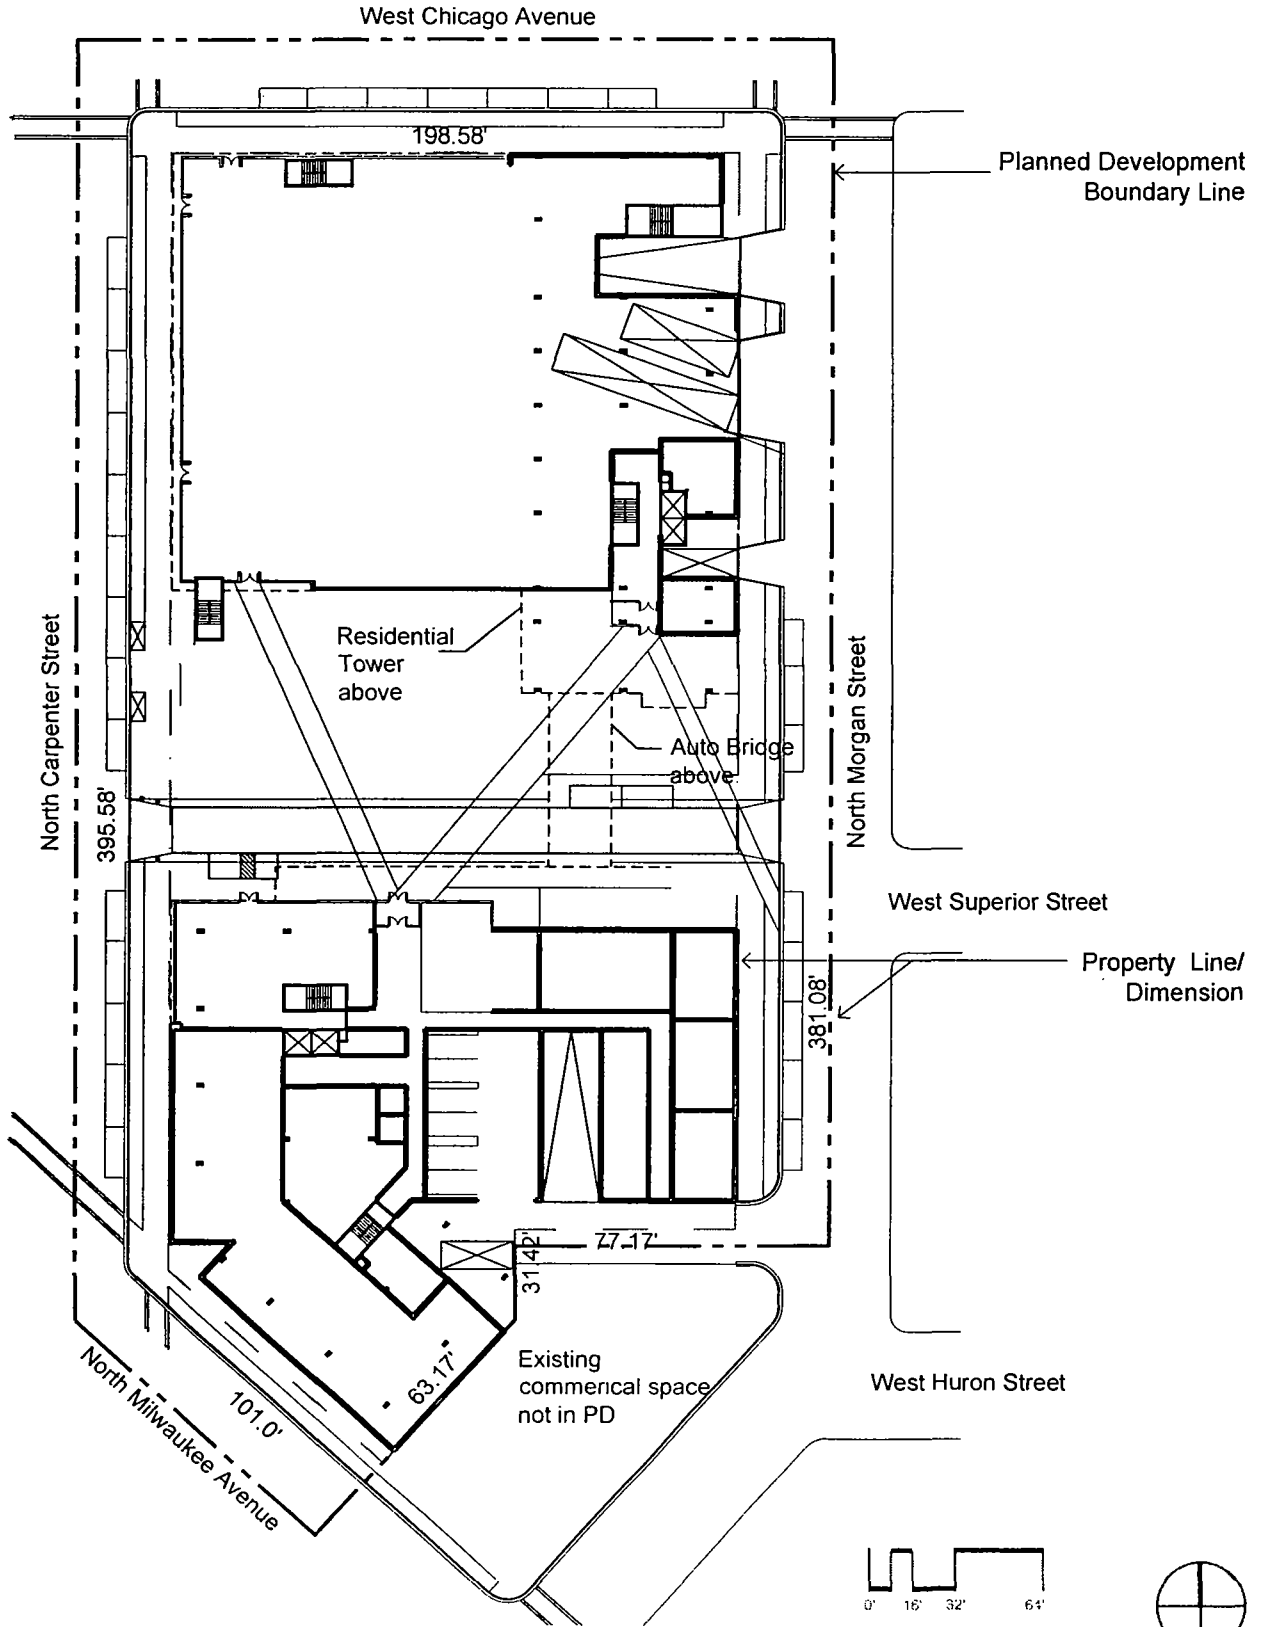 West Chicago Avenue
198.58'
Planned Development
Boundary Line
North Carpenter Street
395.58'
Residential
Tower
above
Auto Bridge
above
North Morgan Street
West Superior Street
Property Line/
Dimension
381.08'
77.17'
31.42'
63.17'
Existing
commerical space
not in PD
West Huron Street
North Milwaukee Avenue
101.0'
0' 16' 32' 64'